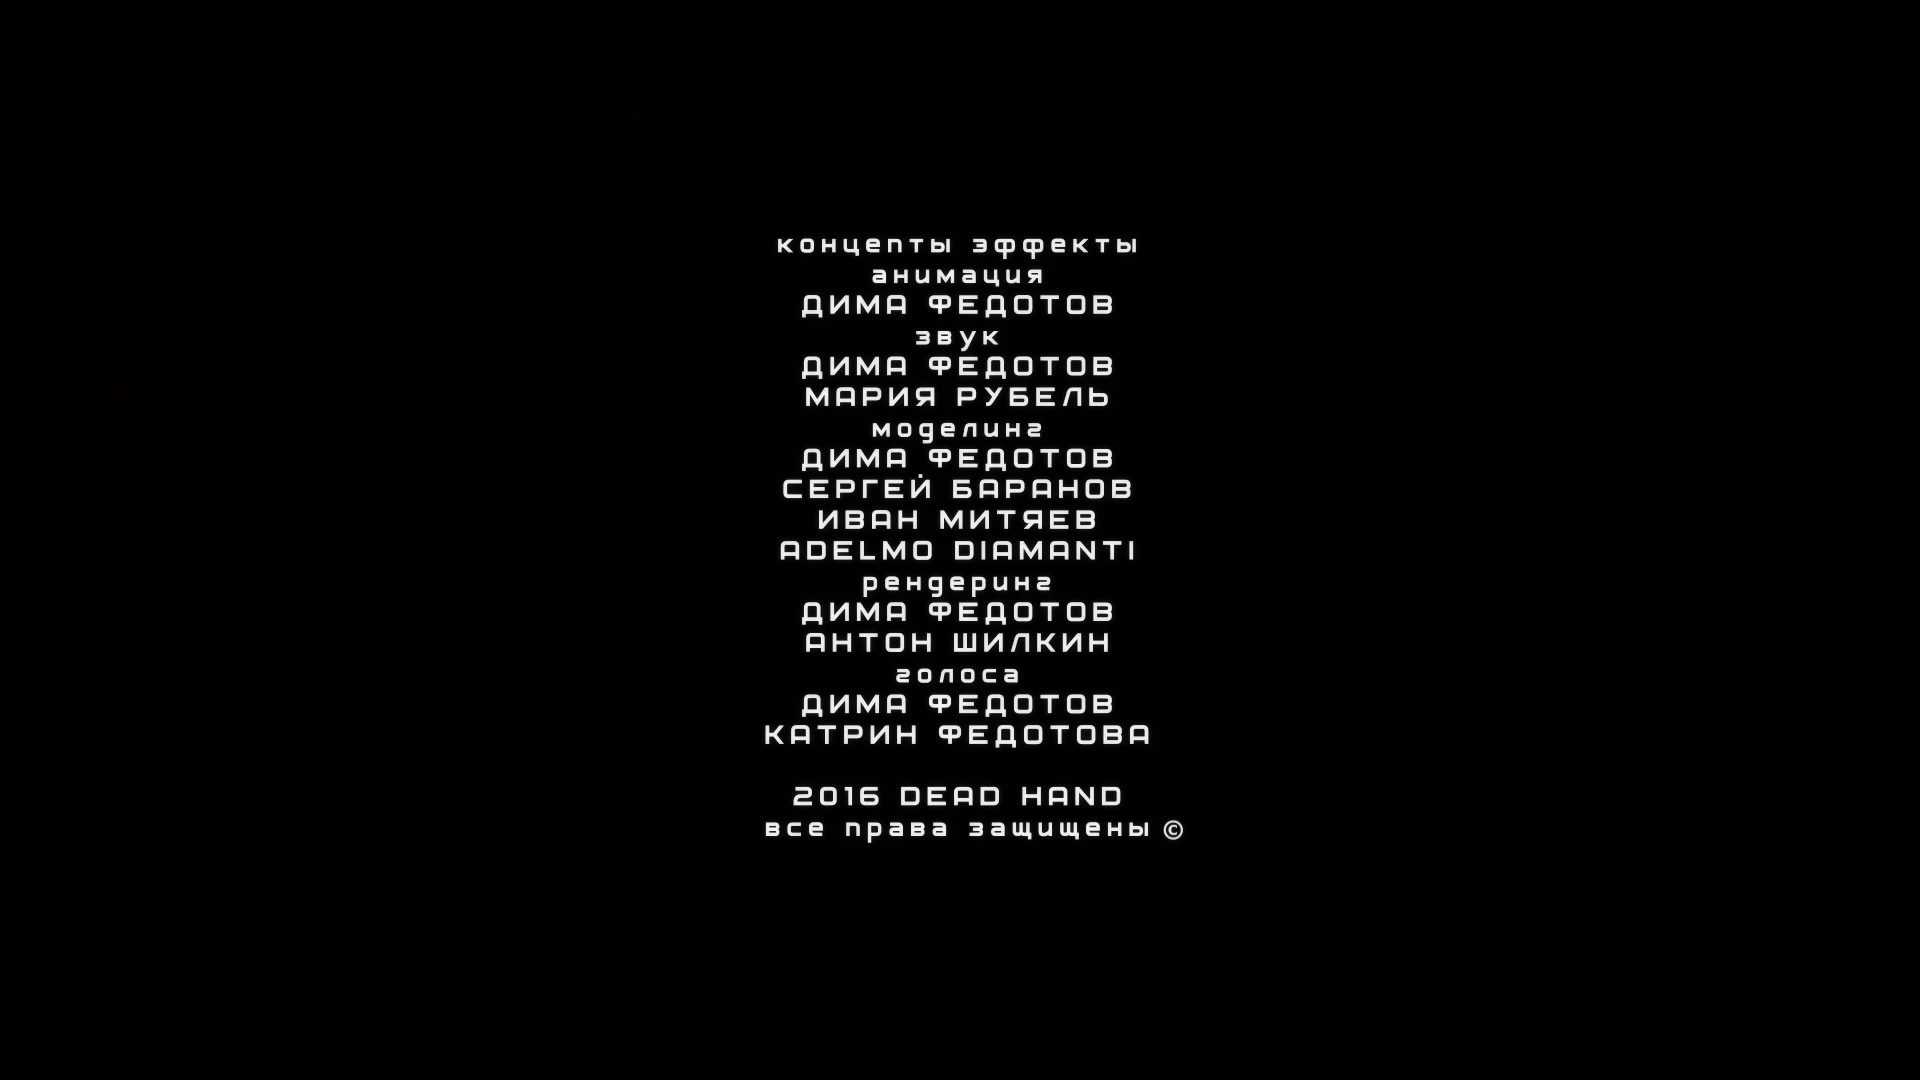 концепты эффекты
анимация
ДИМА ФЕДОТОВ
звук
ДИМА ФЕДОТОВ
МАРИЯ РУБЕЛЬ
моделинг
ДИМА ФЕДОТОВ
СЕРГЕЙ БАРАНОВ
ИВАН МИТЯЕВ
ADELMO DIAMANTI
рендеринг
ДИМА ФЕДОТОВ
АНТОН ШИЛКИН
голоса
ДИМА ФЕДОТОВ
КАТРИН ФЕДОТОВА
2016 DEAD HAND
все права защищены ©